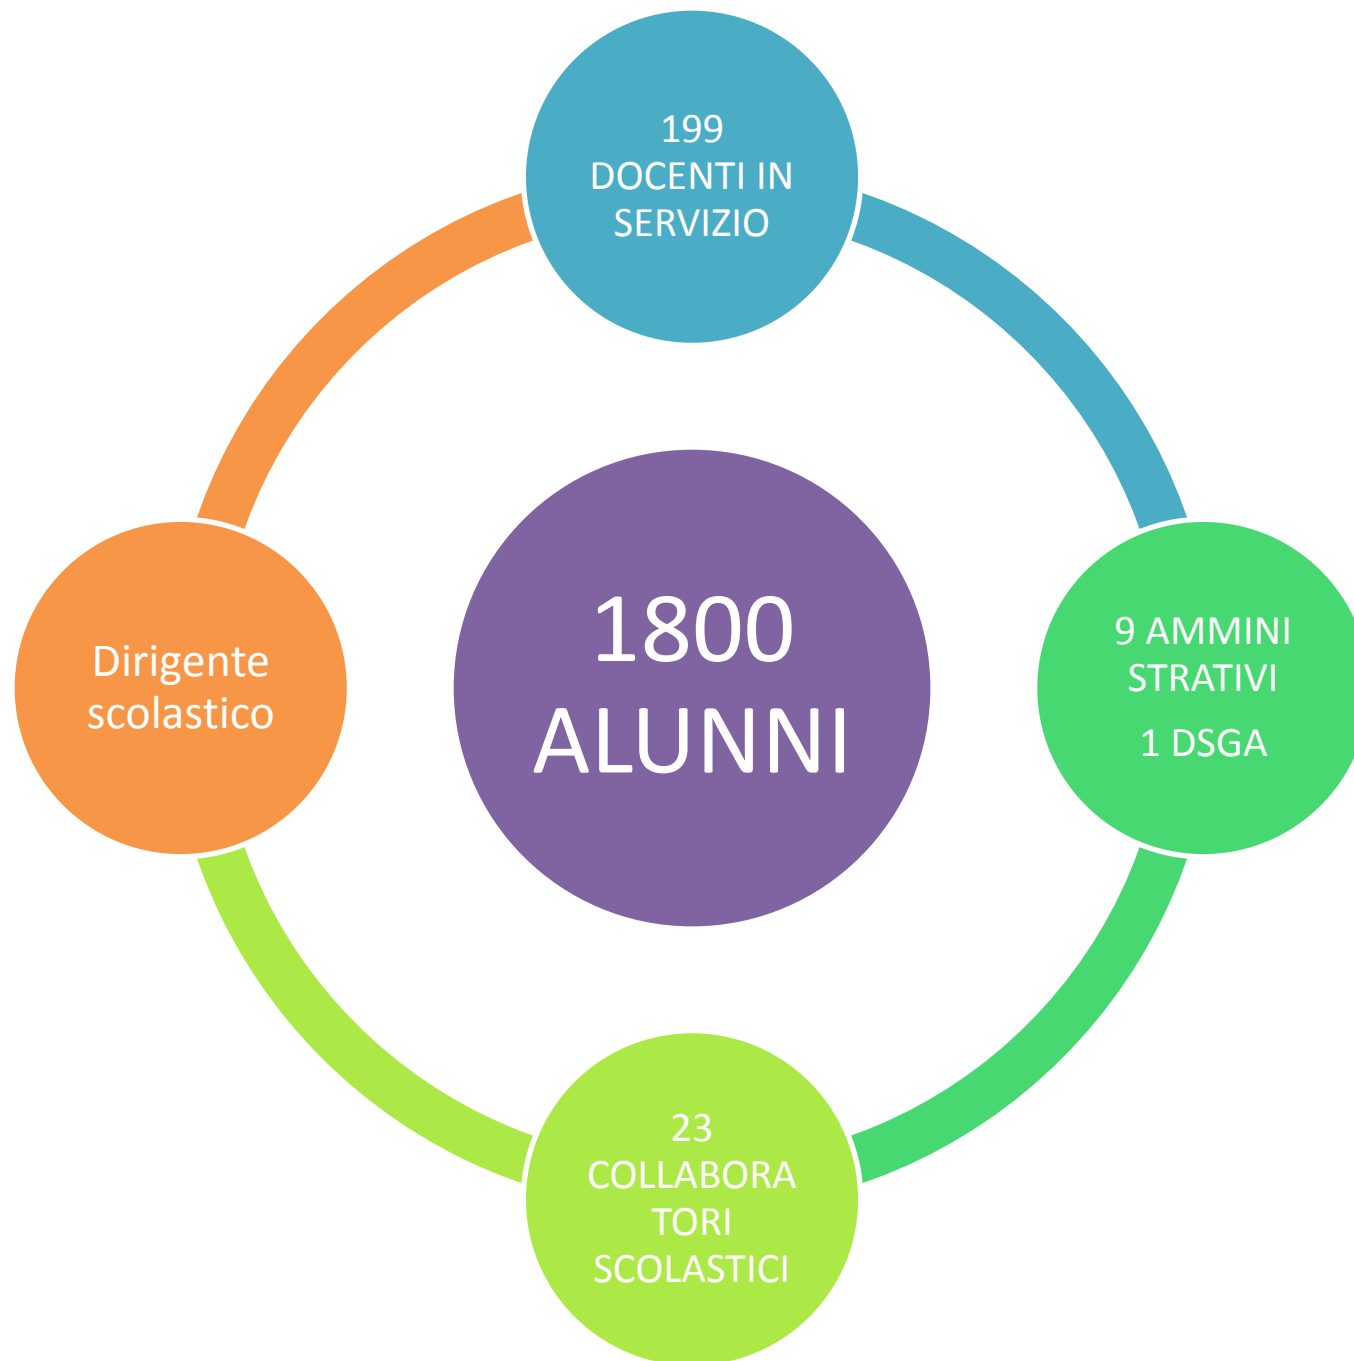 199
DOCENTI IN
SERVIZIO
Dirigente
scolastico
1800
ALUNNI
9 AMMINI
STRATIVI
1 DSGA
23
COLLABORA
TORI
SCOLASTICI